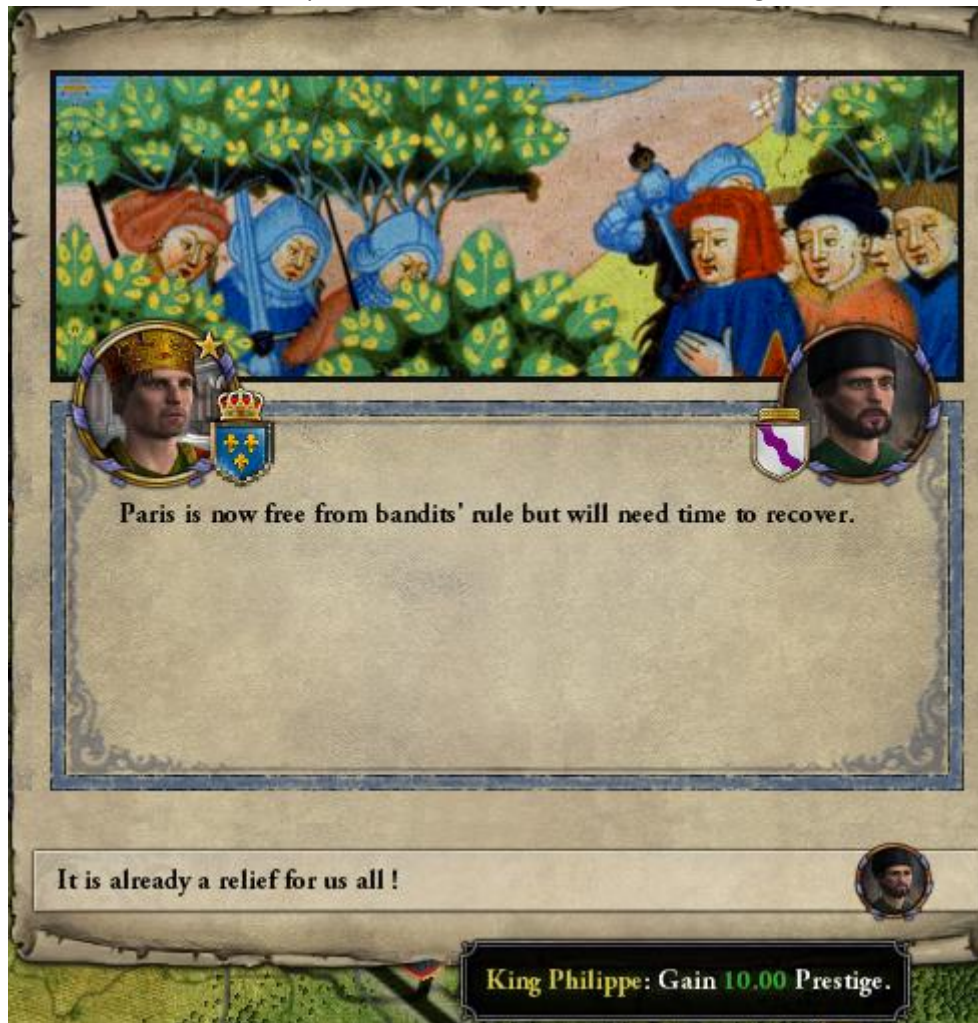 Paris is now free from bandits' rule but will need time to recover.
It is already a relief for us all !
King Philippe: Gain 10.00 Prestige.